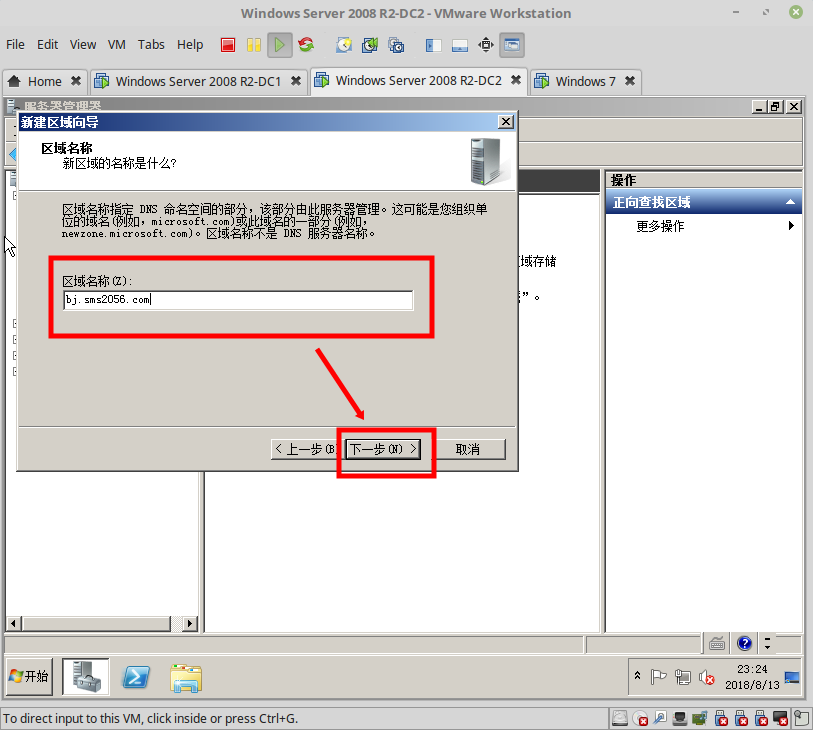 Windows Server 2008 R2-DC2 - VMware Workstation
File Edit View VM Tabs Help
Home Windows Server 2008 R2-DC1 Windows Server 2008 R2-DC2 Windows 7
服务器管理器
新建区域向导
区域名称
新区域的名称是什么?
区域名称指定 DNS 命名空间的部分，该部分由此服务器管理。这可能是您组织单
位的域名(例如，microsoft.com)或此域名的一部分(例如，
newzone.microsoft.com)。区域名称不是 DNS 服务器名称。
区域名称(Z):
bj.sms2056.com
< 上一步(B) 下一步(N) > 取消
域存储
”。
操作
正向查找区域
更多操作
开始
23:24
2018/8/13
To direct input to this VM, click inside or press Ctrl+G.